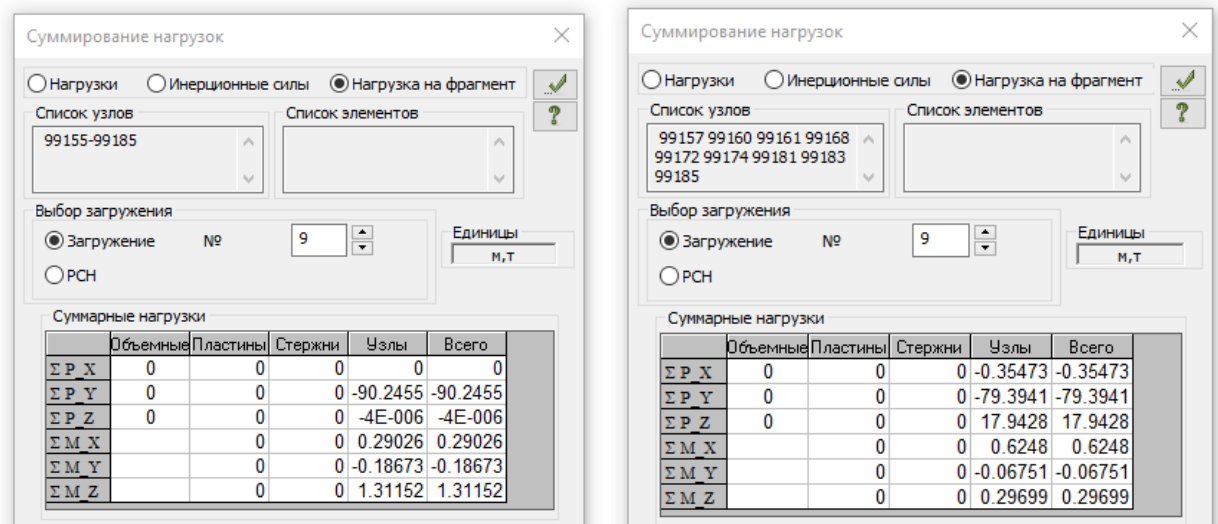 Суммирование нагрузок
Нагрузки Инерционные силы Нагрузка на фрагмент
Список узлов Список элементов
99155-99185
Выбор загружения
Загружение № 9
Единицы
м,т
РСН
Суммарные нагрузки
Объемные Пластины Стержни Узлы Всего
Σ P_X 0 0 0 0 0
Σ P_Y 0 0 0 -90.2455 -90.2455
Σ P_Z 0 0 0 -4E-006 -4E-006
Σ M_X 0 0 0.29026 0.29026
Σ M_Y 0 0 -0.18673 -0.18673
Σ M_Z 0 0 1.31152 1.31152
Суммирование нагрузок
Нагрузки Инерционные силы Нагрузка на фрагмент
Список узлов Список элементов
99157 99160 99161 99168
99172 99174 99181 99183
99185
Выбор загружения
Загружение № 9
Единицы
м,т
РСН
Суммарные нагрузки
Объемные Пластины Стержни Узлы Всего
Σ P_X 0 0 0 -0.35473 -0.35473
Σ P_Y 0 0 0 -79.3941 -79.3941
Σ P_Z 0 0 0 17.9428 17.9428
Σ M_X 0 0 0.6248 0.6248
Σ M_Y 0 0 -0.06751 -0.06751
Σ M_Z 0 0 0.29699 0.29699